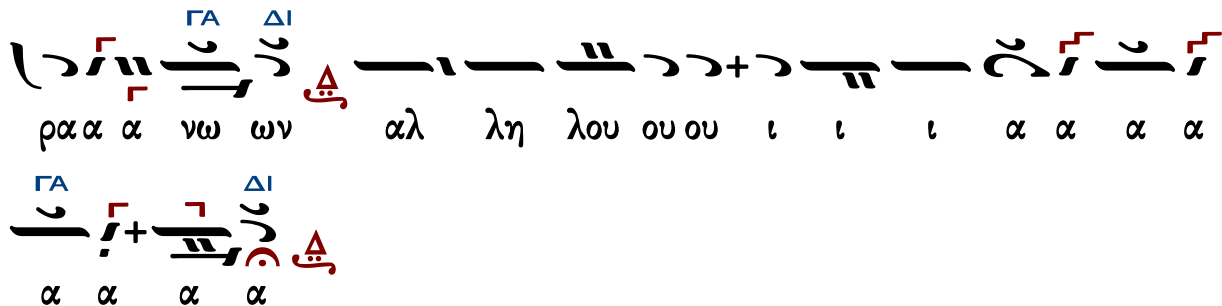 ΓΑ ΔΙ
ρα α α νω ων αλ λη λου ου ου ι ι ι α α α α
ΓΑ ΔΙ
α α α α